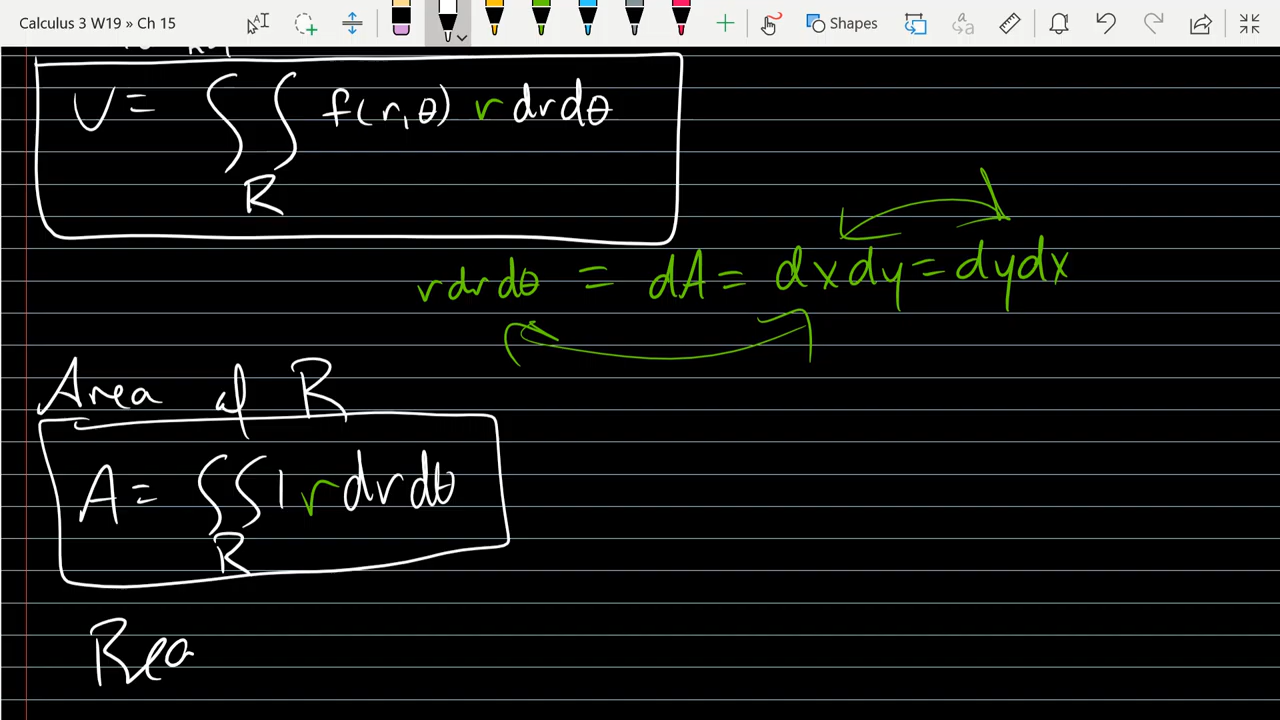 Calculus 3 W19 » Ch 15
Shapes
V = ∫∫ f(r,θ) r dr dθ
R
r dr dθ = dA = dx dy = dy dx
Area of R
A = ∫∫ 1 r dr dθ
R
Rea